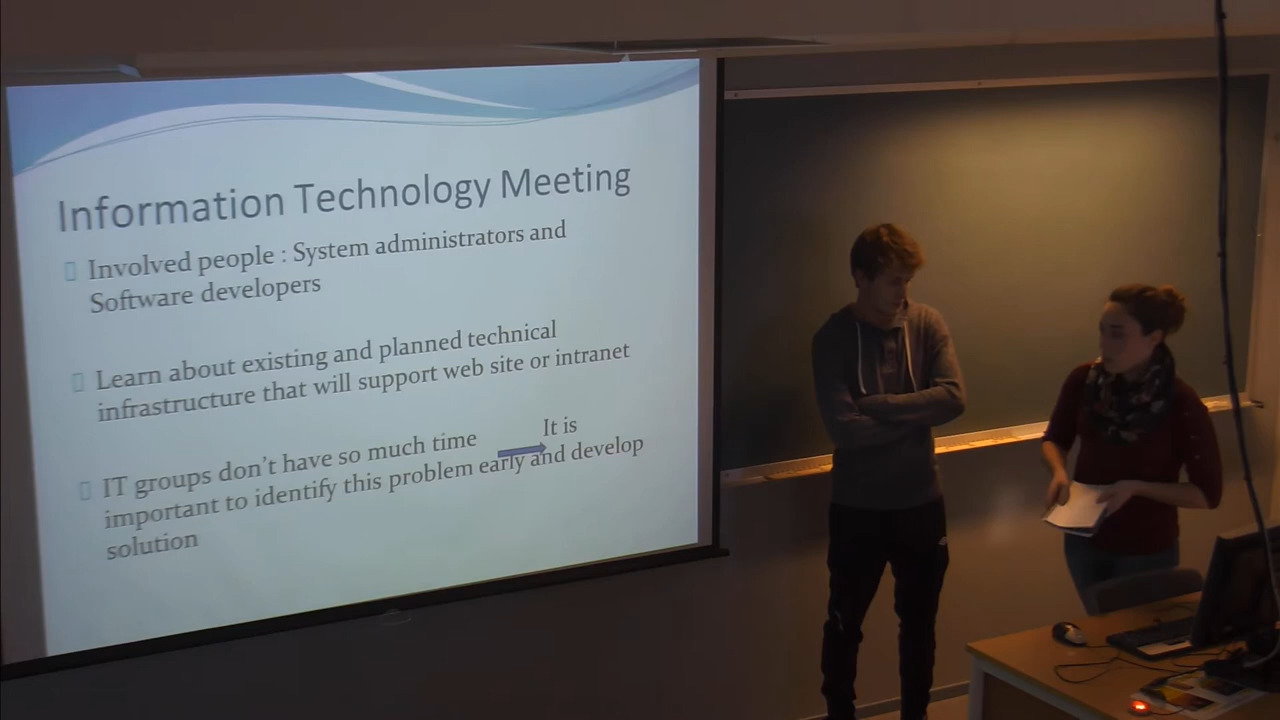 Information Technology Meeting
Involved people : System administrators and
Software developers
Learn about existing and planned technical
infrastructure that will support web site or intranet
IT groups don't have so much time It is
important to identify this problem early and develop
solution